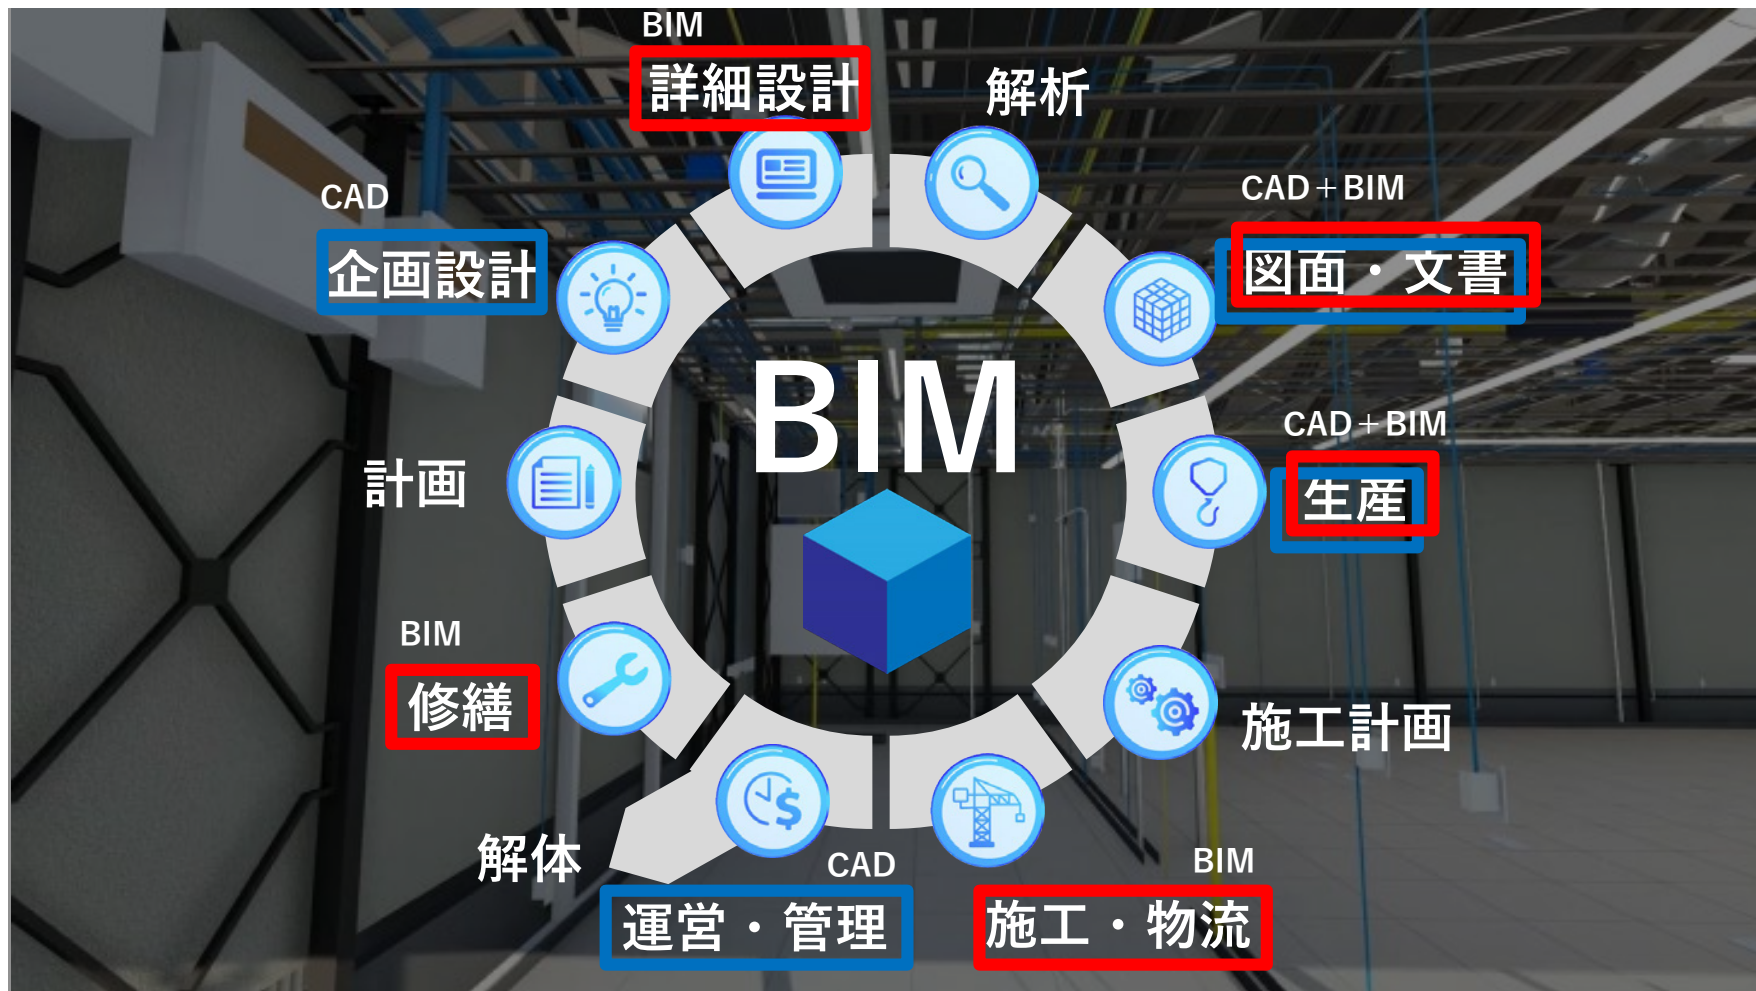 BIM
詳細設計
解析
CAD
企画設計
CAD+BIM
図面・文書
BIM
計画
CAD+BIM
生産
BIM
修繕
施工計画
解体
CAD
運営・管理
BIM
施工・物流
$